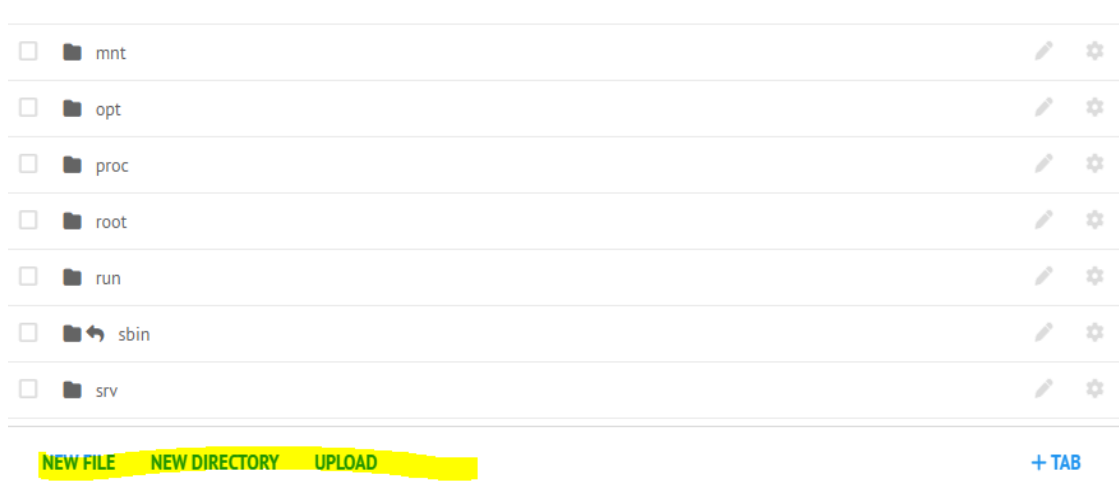 mnt
opt
proc
root
run
sbin
srv
NEW FILE NEW DIRECTORY UPLOAD + TAB